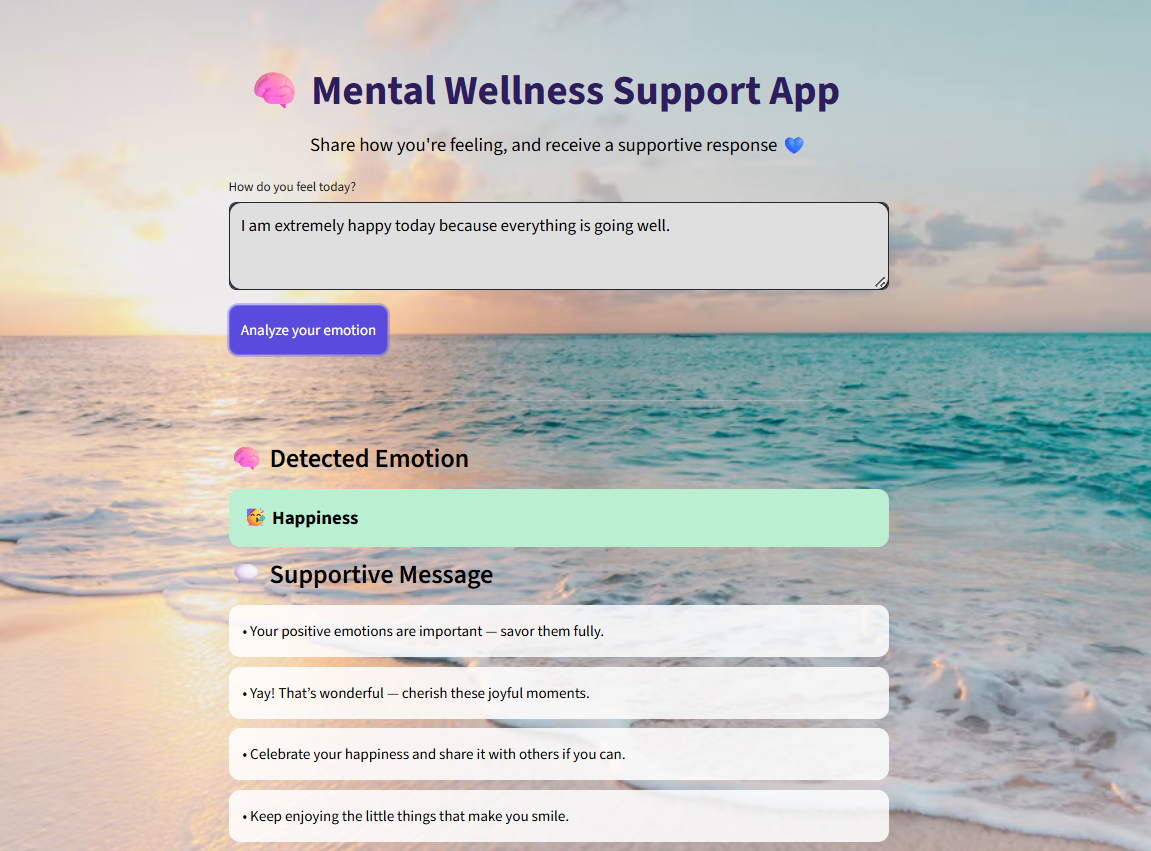 🧠 Mental Wellness Support App
Share how you're feeling, and receive a supportive response 💙
How do you feel today?
I am extremely happy today because everything is going well.
Analyze your emotion
🧠 Detected Emotion
🥳 Happiness
💬 Supportive Message
• Your positive emotions are important — savor them fully.
• Yay! That’s wonderful — cherish these joyful moments.
• Celebrate your happiness and share it with others if you can.
• Keep enjoying the little things that make you smile.